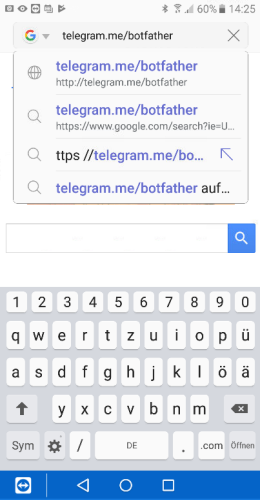 60% 14:25
telegram.me/botfather
telegram.me/botfather
http://telegram.me/botfather
telegram.me/botfather
https://www.google.com/search?ie=U...
ttps //telegram.me/bo...
telegram.me/botfather auf...
1 2 3 4 5 6 7 8 9 0
q w e r t z u i o p ü
a s d f g h j k l ö ä
y x c v b n m
Sym / DE . .com Öffnen